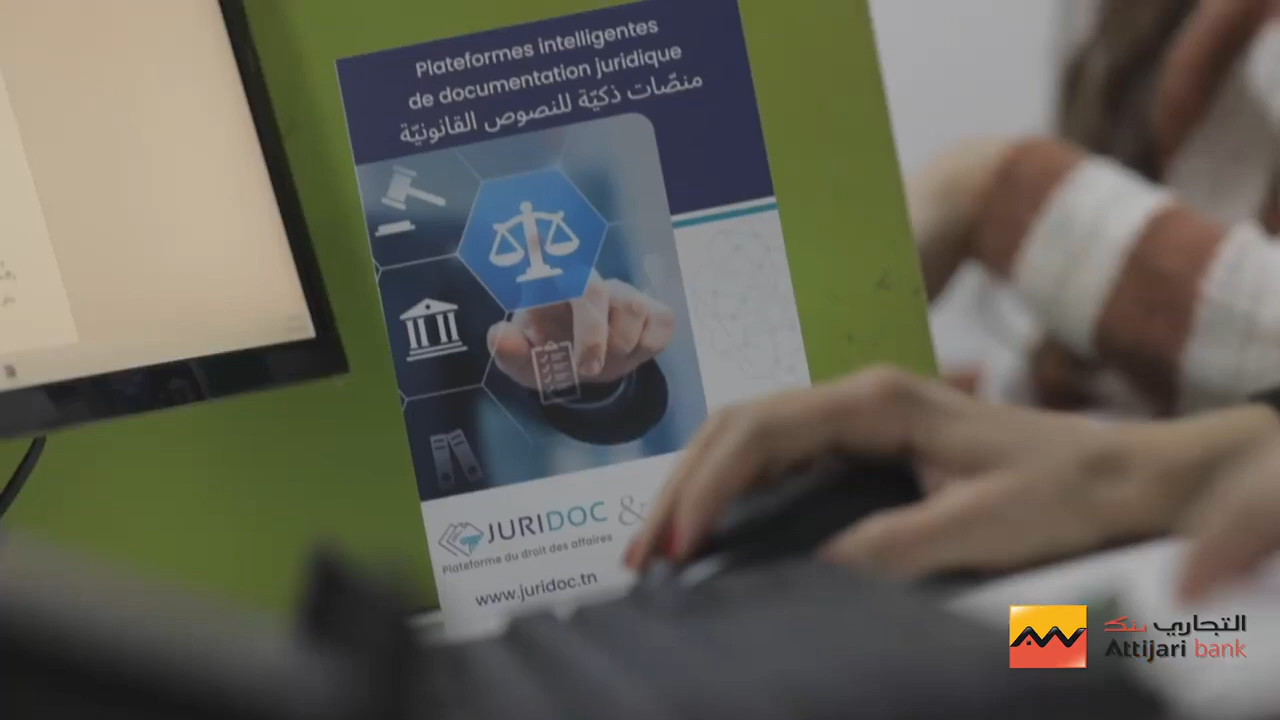 Plateformes intelligentes
de documentation juridique
منصّات ذكيّة للنصوص القانونيّة
JURIDOC &
Plateforme du droit des affaires
www.juridoc.tn
التجاري بنك
Attijari bank